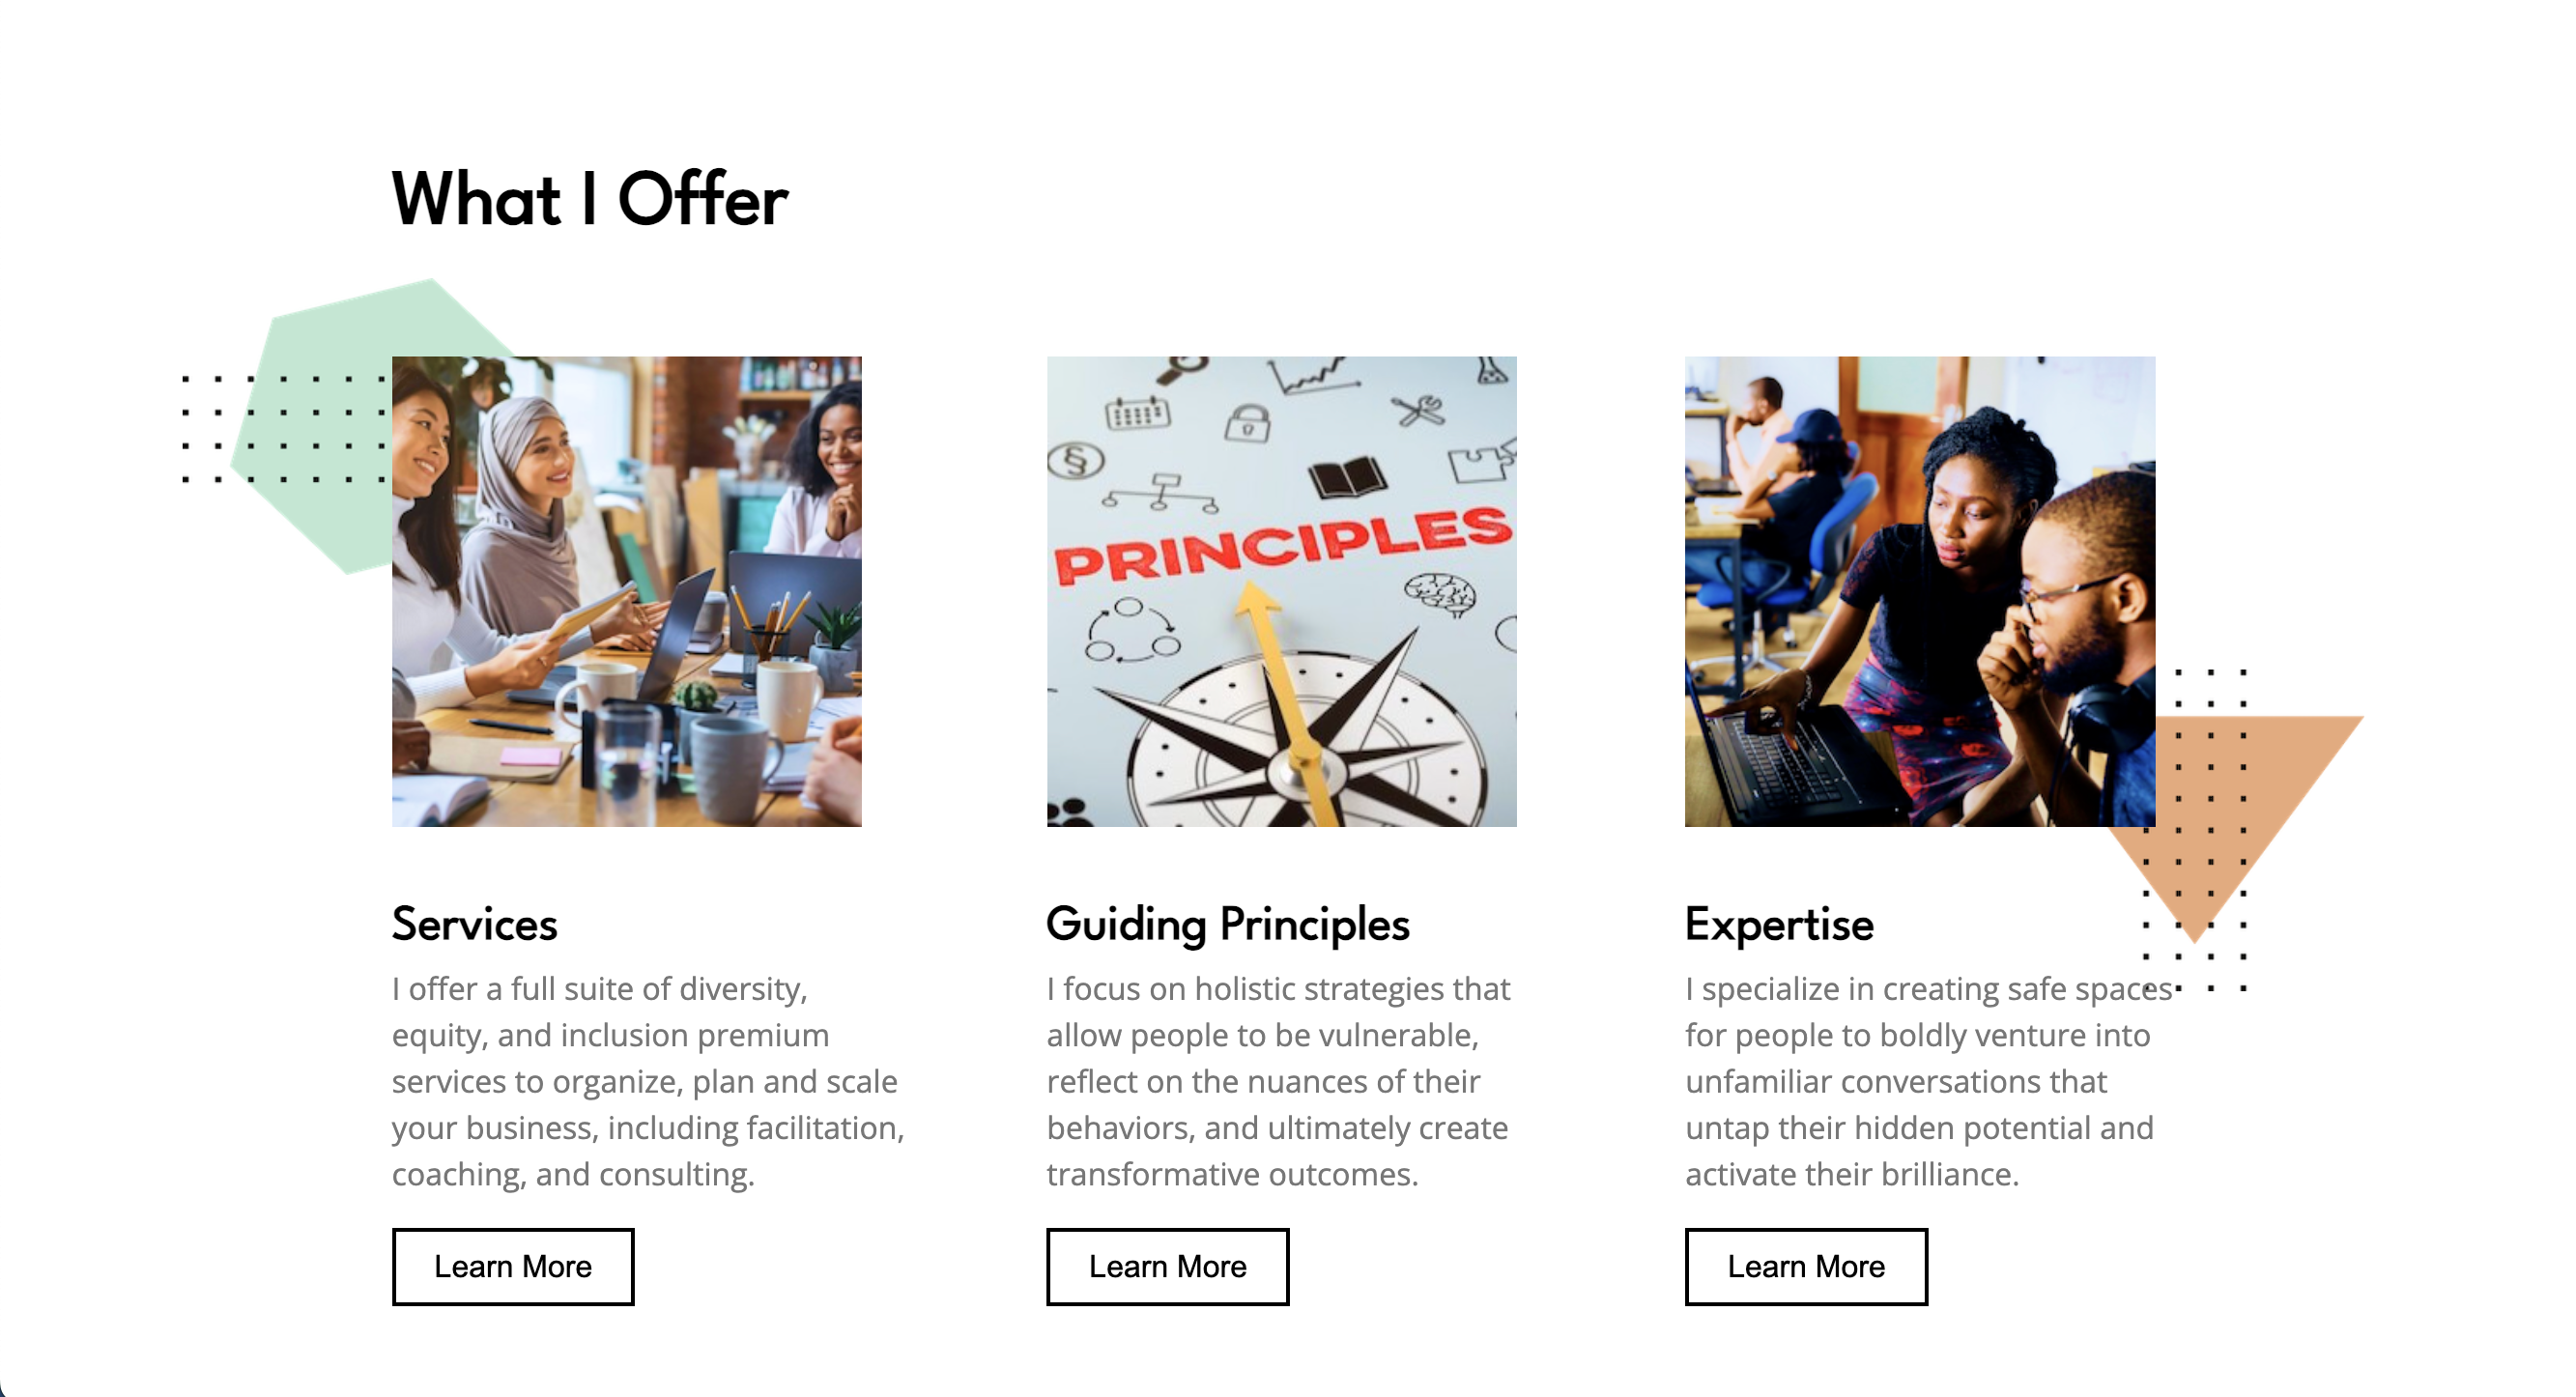 What I Offer
§
PRINCIPLES
Services
I offer a full suite of diversity,
equity, and inclusion premium
services to organize, plan and scale
your business, including facilitation,
coaching, and consulting.
Learn More
Guiding Principles
I focus on holistic strategies that
allow people to be vulnerable,
reflect on the nuances of their
behaviors, and ultimately create
transformative outcomes.
Learn More
Expertise
I specialize in creating safe spaces
for people to boldly venture into
unfamiliar conversations that
untap their hidden potential and
activate their brilliance.
Learn More